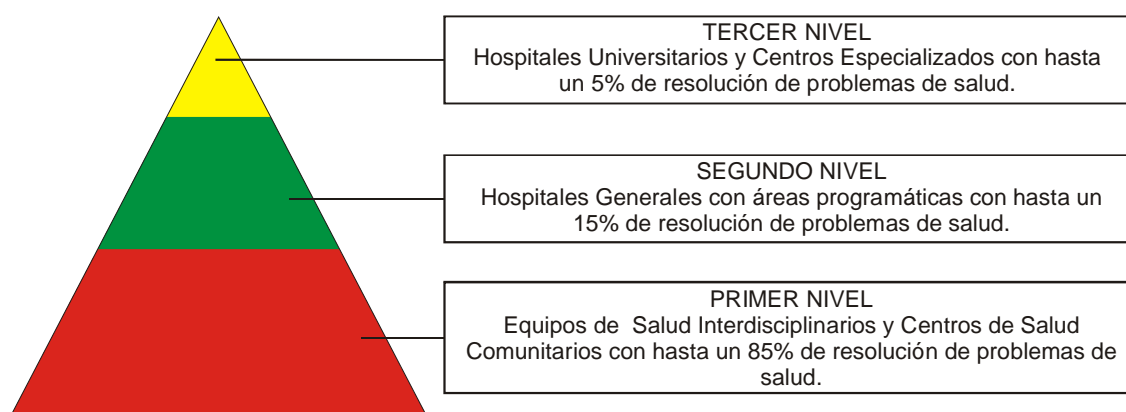 TERCER NIVEL
Hospitales Universitarios y Centros Especializados con hasta
un 5% de resolución de problemas de salud.
SEGUNDO NIVEL
Hospitales Generales con áreas programáticas con hasta un
15% de resolución de problemas de salud.
PRIMER NIVEL
Equipos de Salud Interdisciplinarios y Centros de Salud
Comunitarios con hasta un 85% de resolución de problemas de
salud.